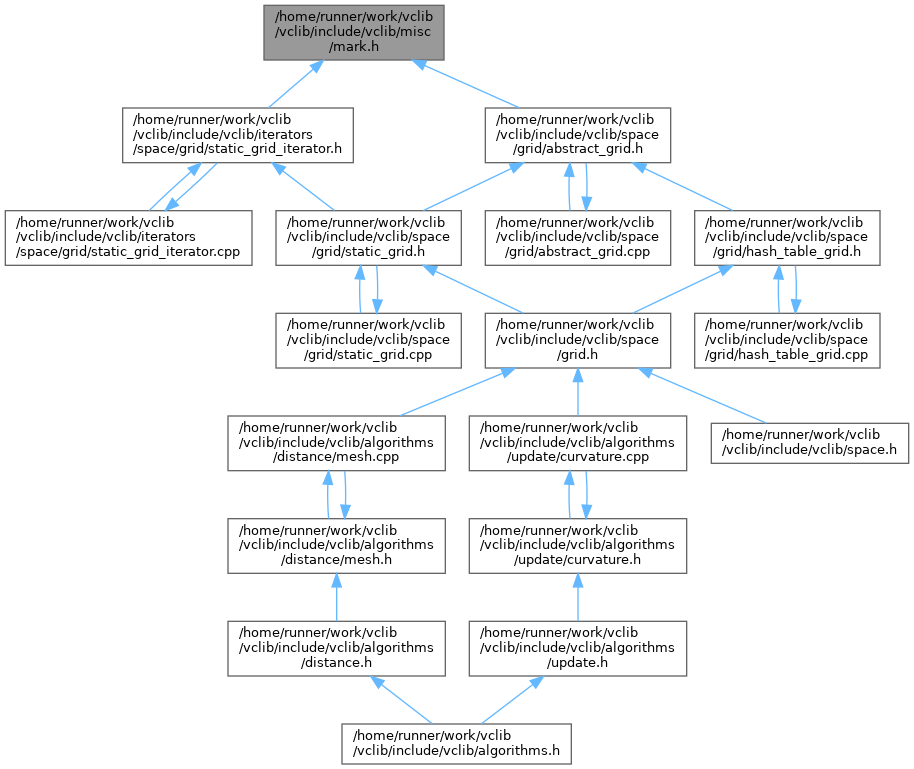 /home/runner/work/vclib
/vclib/include/vclib/misc
/mark.h
/home/runner/work/vclib
/vclib/include/vclib/iterators
/space/grid/static_grid_iterator.h
/home/runner/work/vclib
/vclib/include/vclib/space
/grid/abstract_grid.h
/home/runner/work/vclib
/vclib/include/vclib/iterators
/space/grid/static_grid_iterator.cpp
/home/runner/work/vclib
/vclib/include/vclib/space
/grid/static_grid.h
/home/runner/work/vclib
/vclib/include/vclib/space
/grid/abstract_grid.cpp
/home/runner/work/vclib
/vclib/include/vclib/space
/grid/hash_table_grid.h
/home/runner/work/vclib
/vclib/include/vclib/space
/grid/static_grid.cpp
/home/runner/work/vclib
/vclib/include/vclib/space
/grid.h
/home/runner/work/vclib
/vclib/include/vclib/space
/grid/hash_table_grid.cpp
/home/runner/work/vclib
/vclib/include/vclib/algorithms
/distance/mesh.cpp
/home/runner/work/vclib
/vclib/include/vclib/algorithms
/update/curvature.cpp
/home/runner/work/vclib
/vclib/include/vclib/space.h
/home/runner/work/vclib
/vclib/include/vclib/algorithms
/distance/mesh.h
/home/runner/work/vclib
/vclib/include/vclib/algorithms
/update/curvature.h
/home/runner/work/vclib
/vclib/include/vclib/algorithms
/distance.h
/home/runner/work/vclib
/vclib/include/vclib/algorithms
/update.h
/home/runner/work/vclib
/vclib/include/vclib/algorithms.h